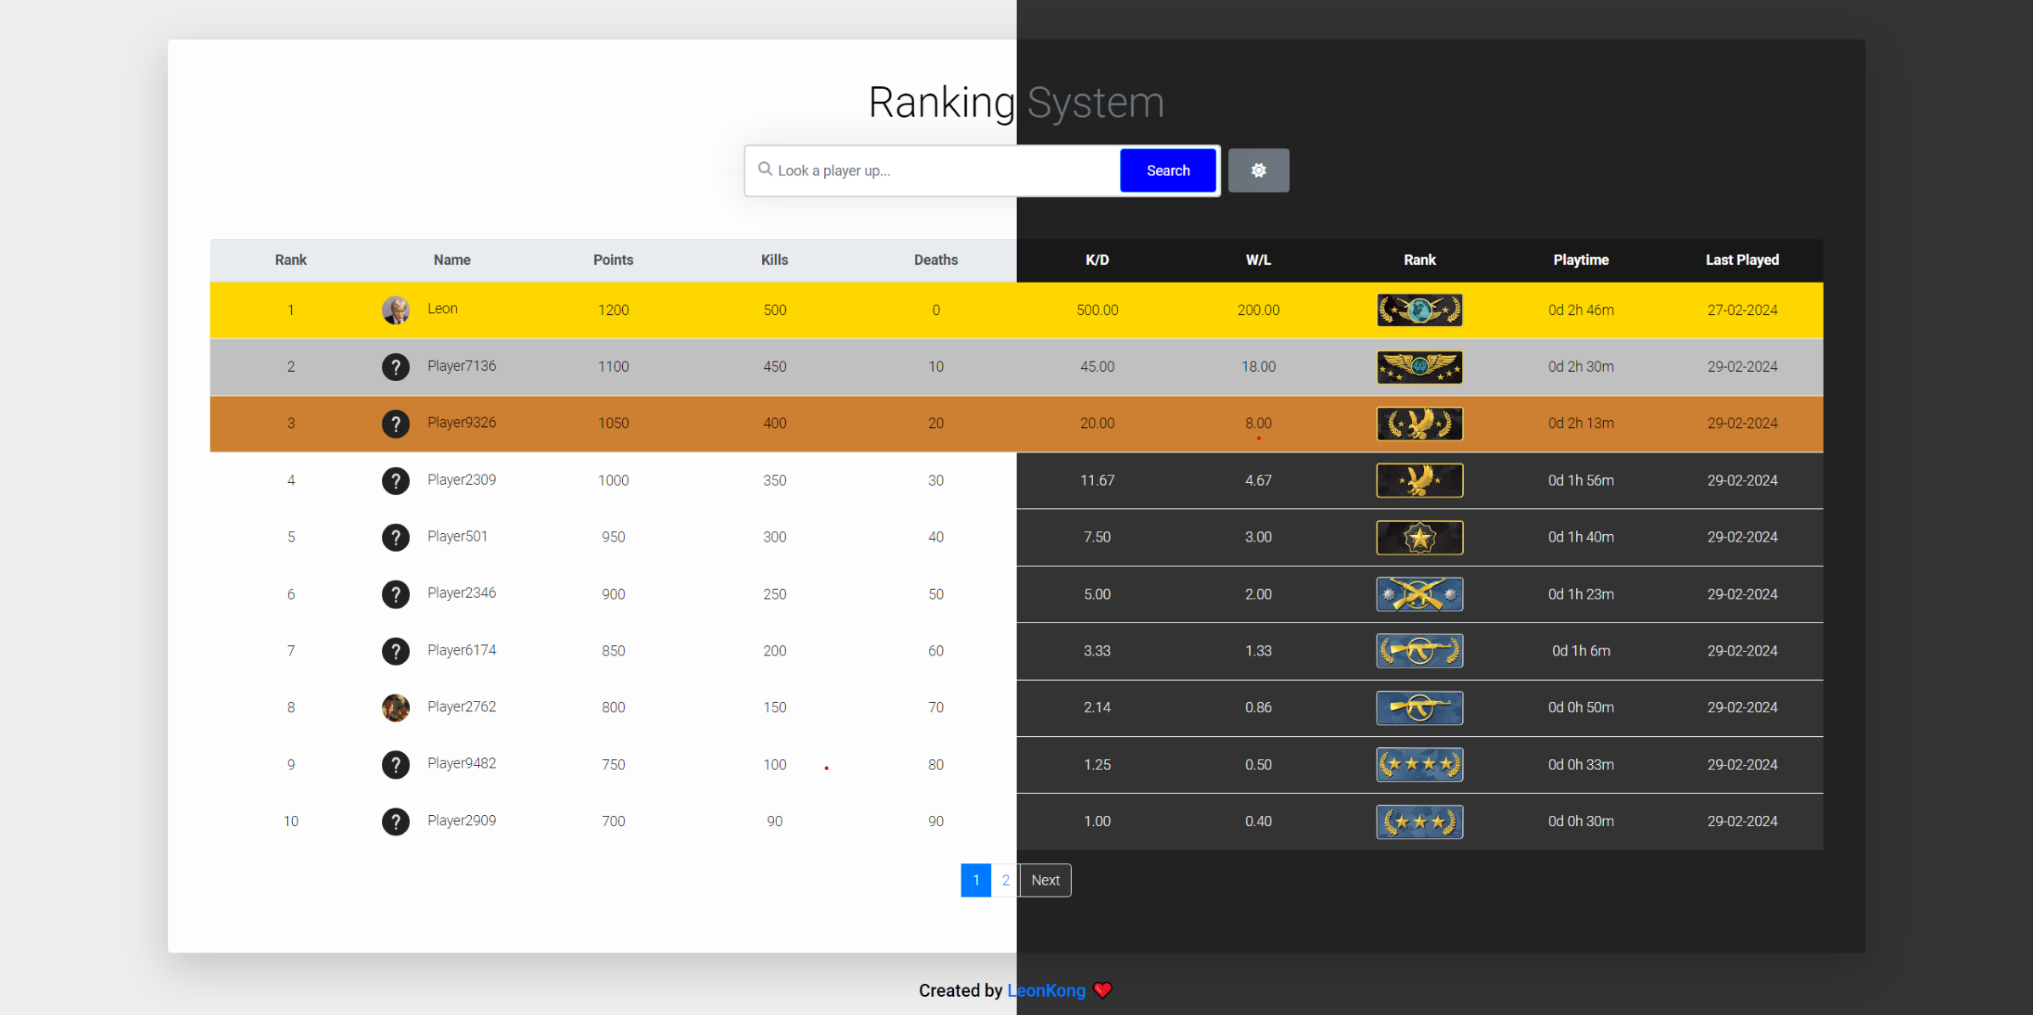 Ranking System
Look a player up...
Search
Rank Name Points Kills Deaths K/D W/L Rank Playtime Last Played
1 Leon 1200 500 0 500.00 200.00 0d 2h 46m 27-02-2024
2 ? Player7136 1100 450 10 45.00 18.00 0d 2h 30m 29-02-2024
3 ? Player9326 1050 400 20 20.00 8.00 0d 2h 13m 29-02-2024
4 ? Player2309 1000 350 30 11.67 4.67 0d 1h 56m 29-02-2024
5 ? Player501 950 300 40 7.50 3.00 0d 1h 40m 29-02-2024
6 ? Player2346 900 250 50 5.00 2.00 0d 1h 23m 29-02-2024
7 ? Player6174 850 200 60 3.33 1.33 0d 1h 6m 29-02-2024
8 Player2762 800 150 70 2.14 0.86 0d 0h 50m 29-02-2024
9 ? Player9482 750 100 80 1.25 0.50 0d 0h 33m 29-02-2024
10 ? Player2909 700 90 90 1.00 0.40 0d 0h 30m 29-02-2024
1 2 Next
Created by LeonKong ❤